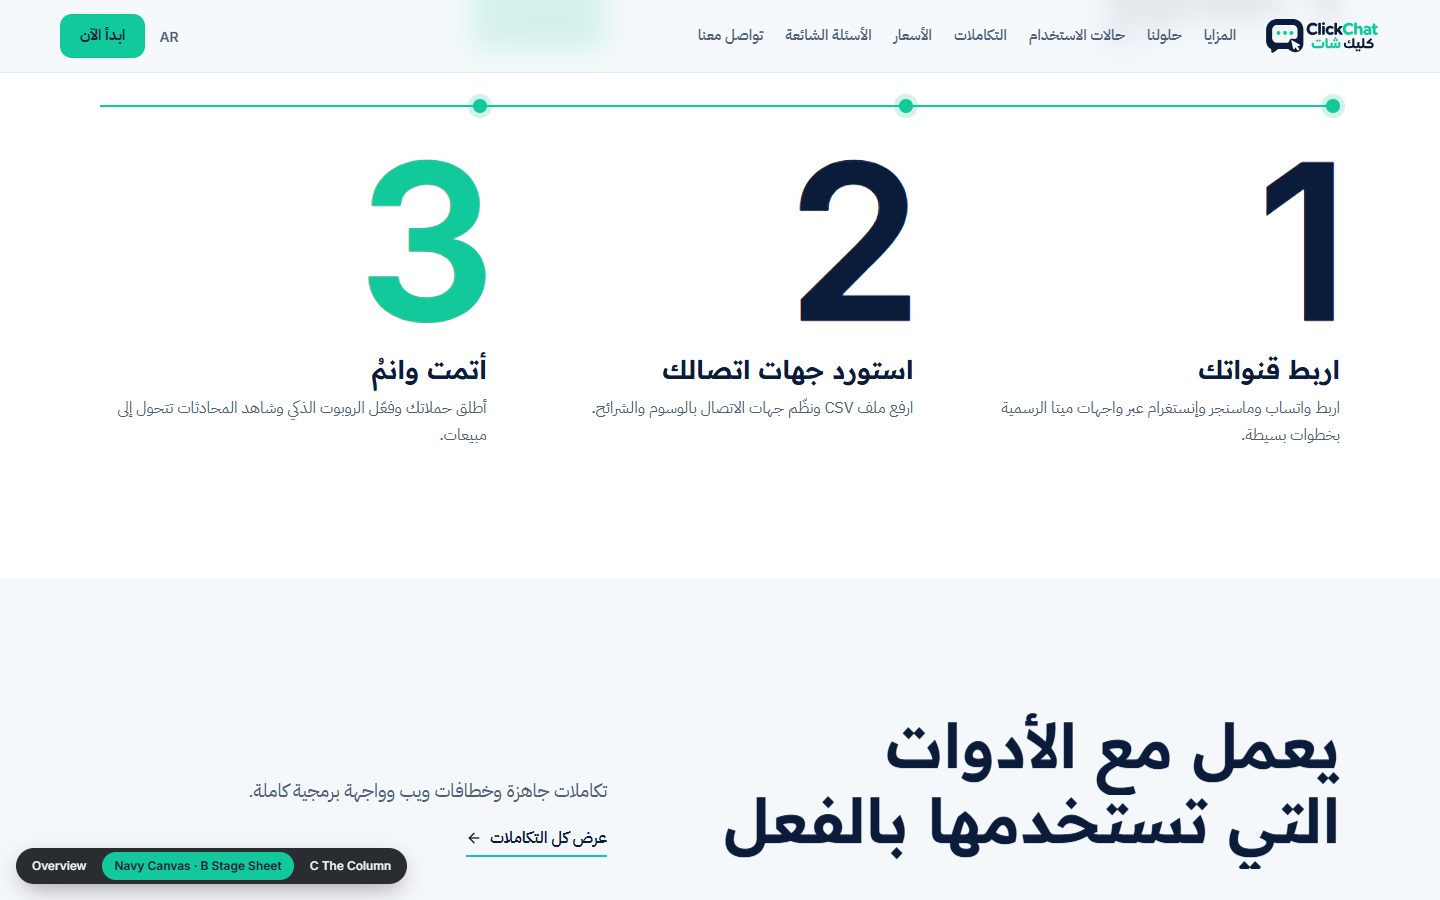 ClickChat
كليك شات
المزايا
حلولنا
حالات الاستخدام
التكاملات
الأسعار
الأسئلة الشائعة
تواصل معنا
AR
ابدأ الآن
1
اربط قنواتك
اربط واتساب وماسنجر وإنستغرام عبر واجهات ميتا الرسمية
بخطوات بسيطة.
2
استورد جهات اتصالك
ارفع ملف CSV ونظّم جهات الاتصال بالوسوم والشرائح.
3
أتمت وانمُ
أطلق حملاتك وفعّل الروبوت الذكي وشاهد المحادثات تتحول إلى
مبيعات.
يعمل مع الأدوات
التي تستخدمها بالفعل
تكاملات جاهزة وخطافات ويب وواجهة برمجية كاملة.
عرض كل التكاملات ←
Overview
Navy Canvas · B Stage Sheet
C The Column